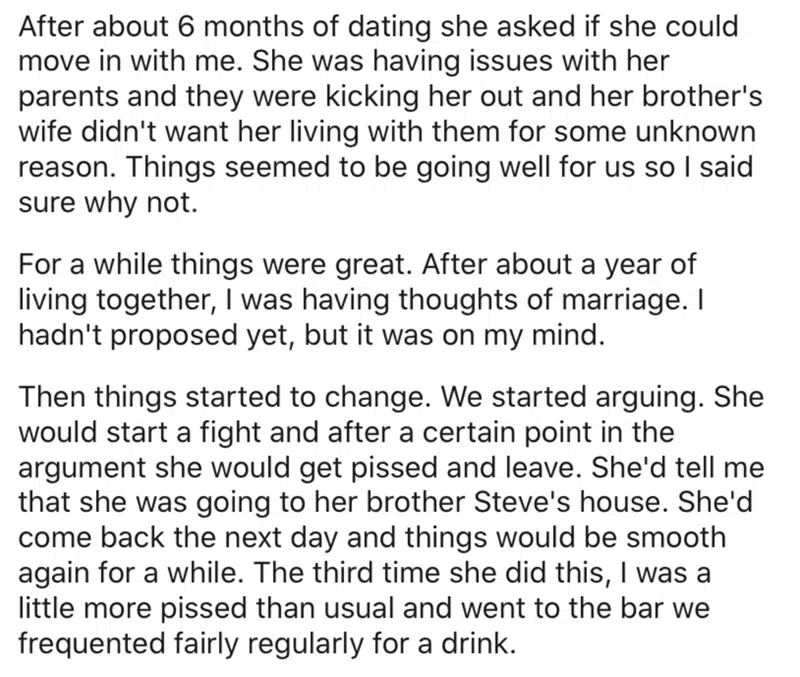 After about 6 months of dating she asked if she could
move in with me. She was having issues with her
parents and they were kicking her out and her brother's
wife didn't want her living with them for some unknown
reason. Things seemed to be going well for us so I said
sure why not.
For a while things were great. After about a year of
living together, I was having thoughts of marriage. I
hadn't proposed yet, but it was on my mind.
Then things started to change. We started arguing. She
would start a fight and after a certain point in the
argument she would get pissed and leave. She'd tell me
that she was going to her brother Steve's house. She'd
come back the next day and things would be smooth
again for a while. The third time she did this, I was a
little more pissed than usual and went to the bar we
frequented fairly regularly for a drink.